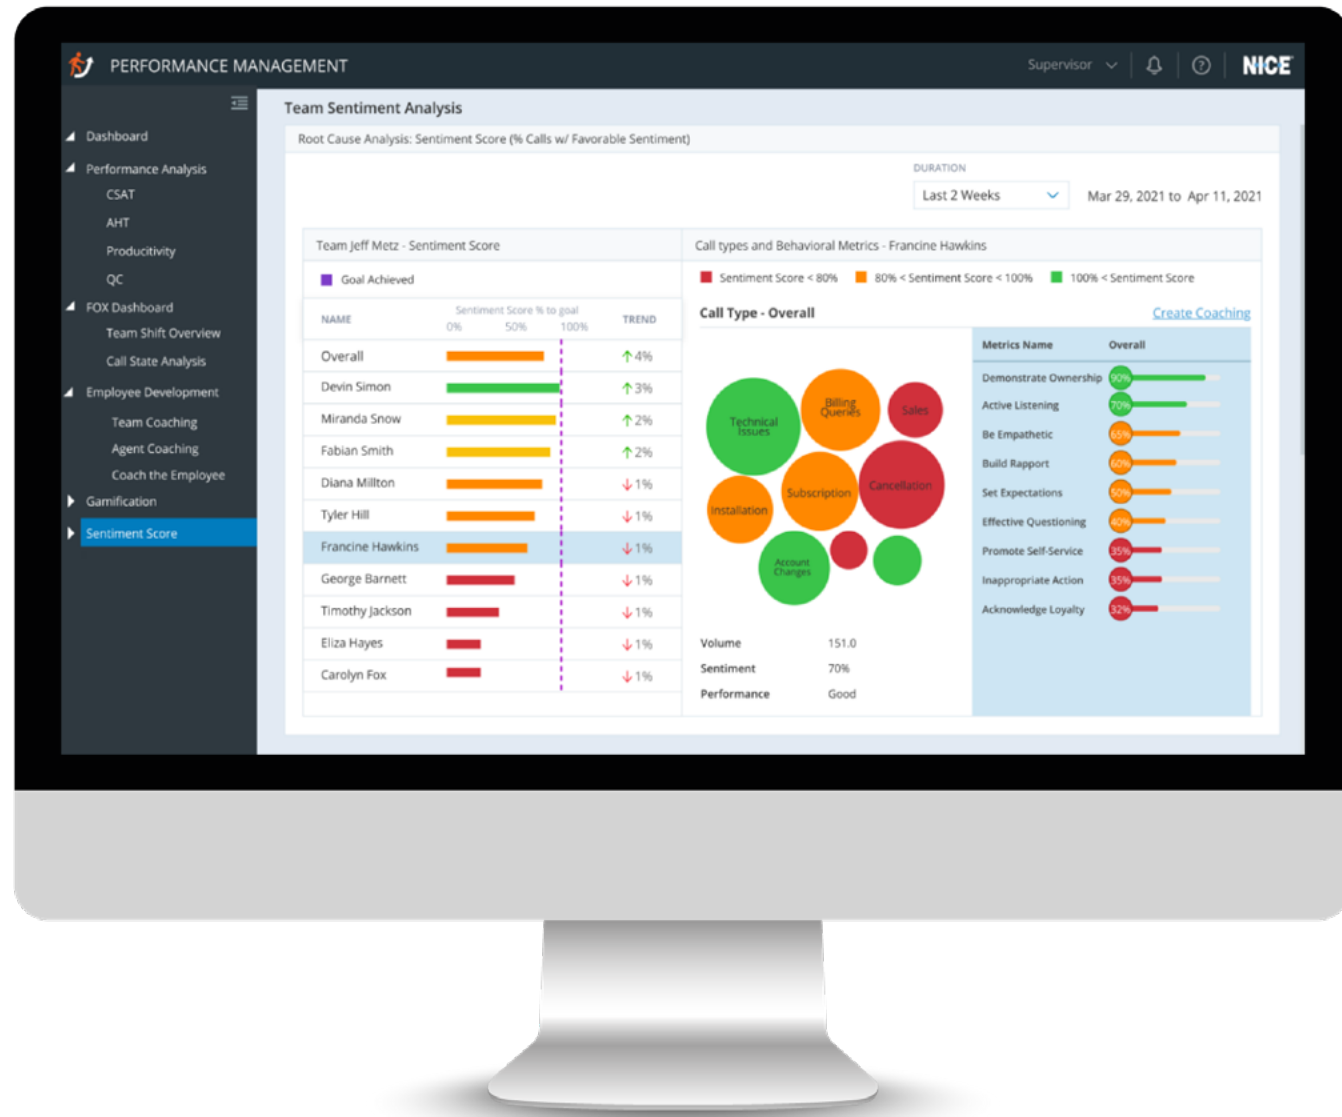 PERFORMANCE MANAGEMENT
Supervisor
NICE
Dashboard
Performance Analysis
CSAT
AHT
Producitivity
QC
FOX Dashboard
Team Shift Overview
Call State Analysis
Employee Development
Team Coaching
Agent Coaching
Coach the Employee
Gamification
Sentiment Score
Team Sentiment Analysis
Root Cause Analysis: Sentiment Score (% Calls w/ Favorable Sentiment)
DURATION
Last 2 Weeks
Mar 29, 2021 to Apr 11, 2021
Team Jeff Metz - Sentiment Score
Goal Achieved
NAME
Sentiment Score % to goal
0% 50% 100%
TREND
Overall 4%
Devin Simon 3%
Miranda Snow 2%
Fabian Smith 2%
Diana Millton 1%
Tyler Hill 1%
Francine Hawkins 1%
George Barnett 1%
Timothy Jackson 1%
Eliza Hayes 1%
Carolyn Fox 1%
Call types and Behavioral Metrics - Francine Hawkins
Sentiment Score < 80% 80% < Sentiment Score < 100% 100% < Sentiment Score
Call Type - Overall
Create Coaching
Technical
Issues
Billing
Queries
Sales
Subscription
Cancellation
Installation
Account
Changes
Volume 151.0
Sentiment 70%
Performance Good
Metrics Name Overall
Demonstrate Ownership 90%
Active Listening 70%
Be Empathetic 65%
Build Rapport 60%
Set Expectations 50%
Effective Questioning 40%
Promote Self-Service 35%
Inappropriate Action 35%
Acknowledge Loyalty 32%